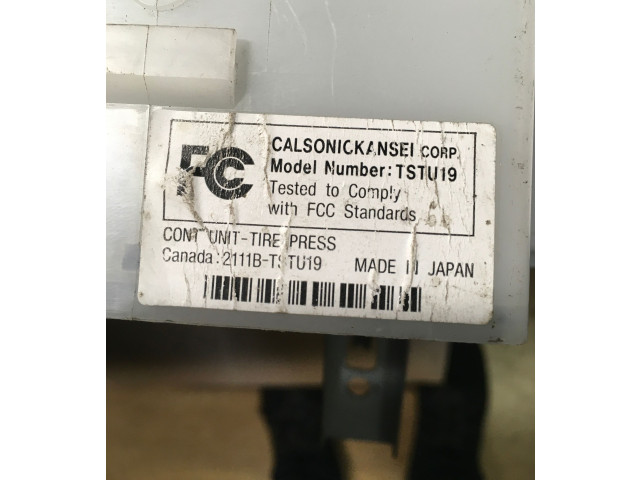 FC CALSONICKANSEI CORP.
Model Number:TSTU19
Tested to Comply
with FCC Standards
CONT UNIT-TIRE PRESS
Canada:2111B-TSTU19 MADE IN JAPAN